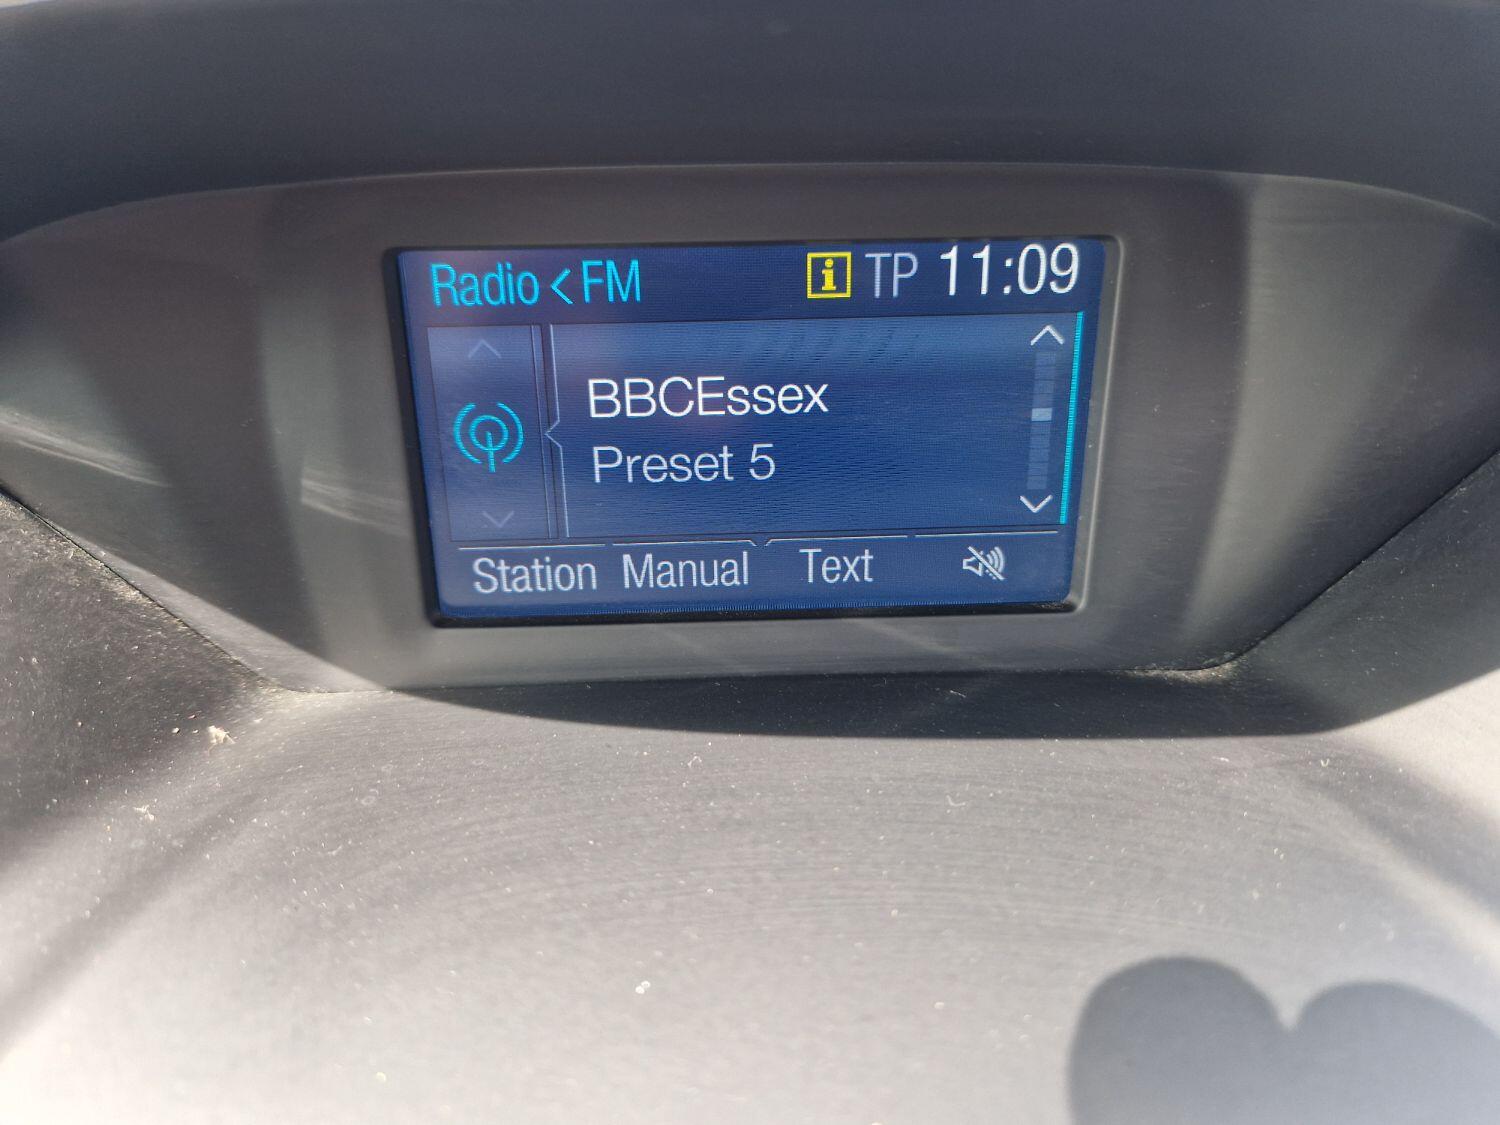 Radio < FM i TP 11:09
BBCEssex
Preset 5
Station Manual Text